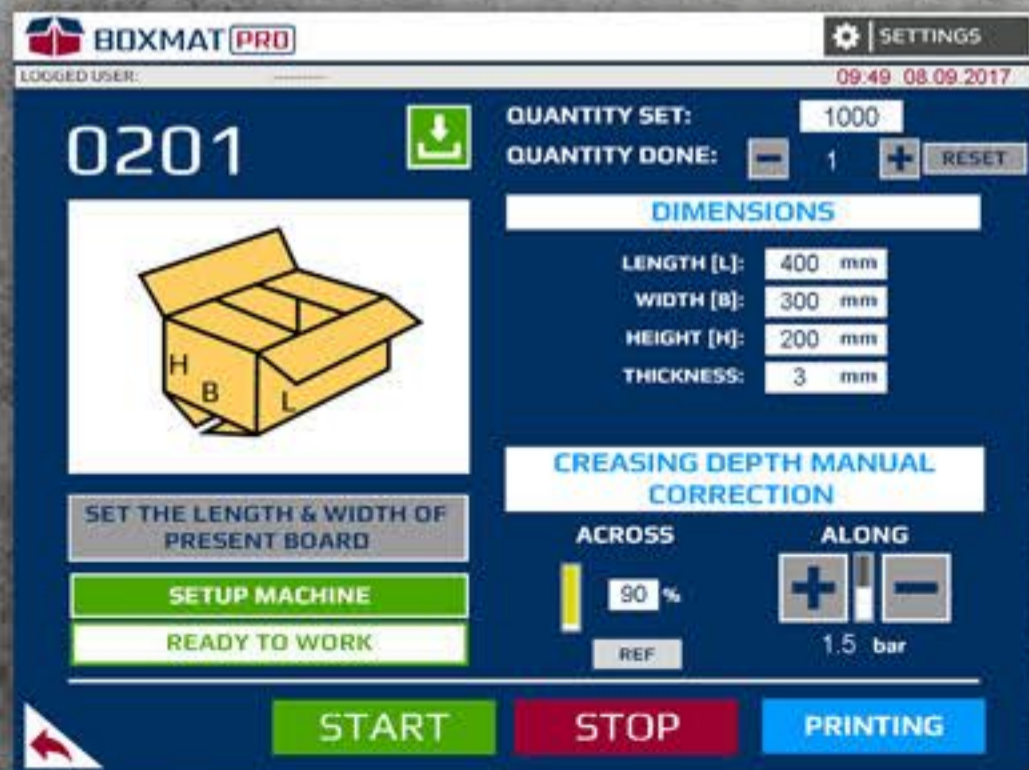 BOXMAT PRO
SETTINGS
LOGGED USER: ----------
09:49 08.09.2017
0201
QUANTITY SET: 1000
QUANTITY DONE: − 1 + RESET
DIMENSIONS
LENGTH [L]: 400 mm
WIDTH [B]: 300 mm
HEIGHT [H]: 200 mm
THICKNESS: 3 mm
H
B
L
CREASING DEPTH MANUAL
CORRECTION
SET THE LENGTH & WIDTH OF
PRESENT BOARD
SETUP MACHINE
READY TO WORK
ACROSS
90 %
REF
ALONG
+ −
1.5 bar
START
STOP
PRINTING